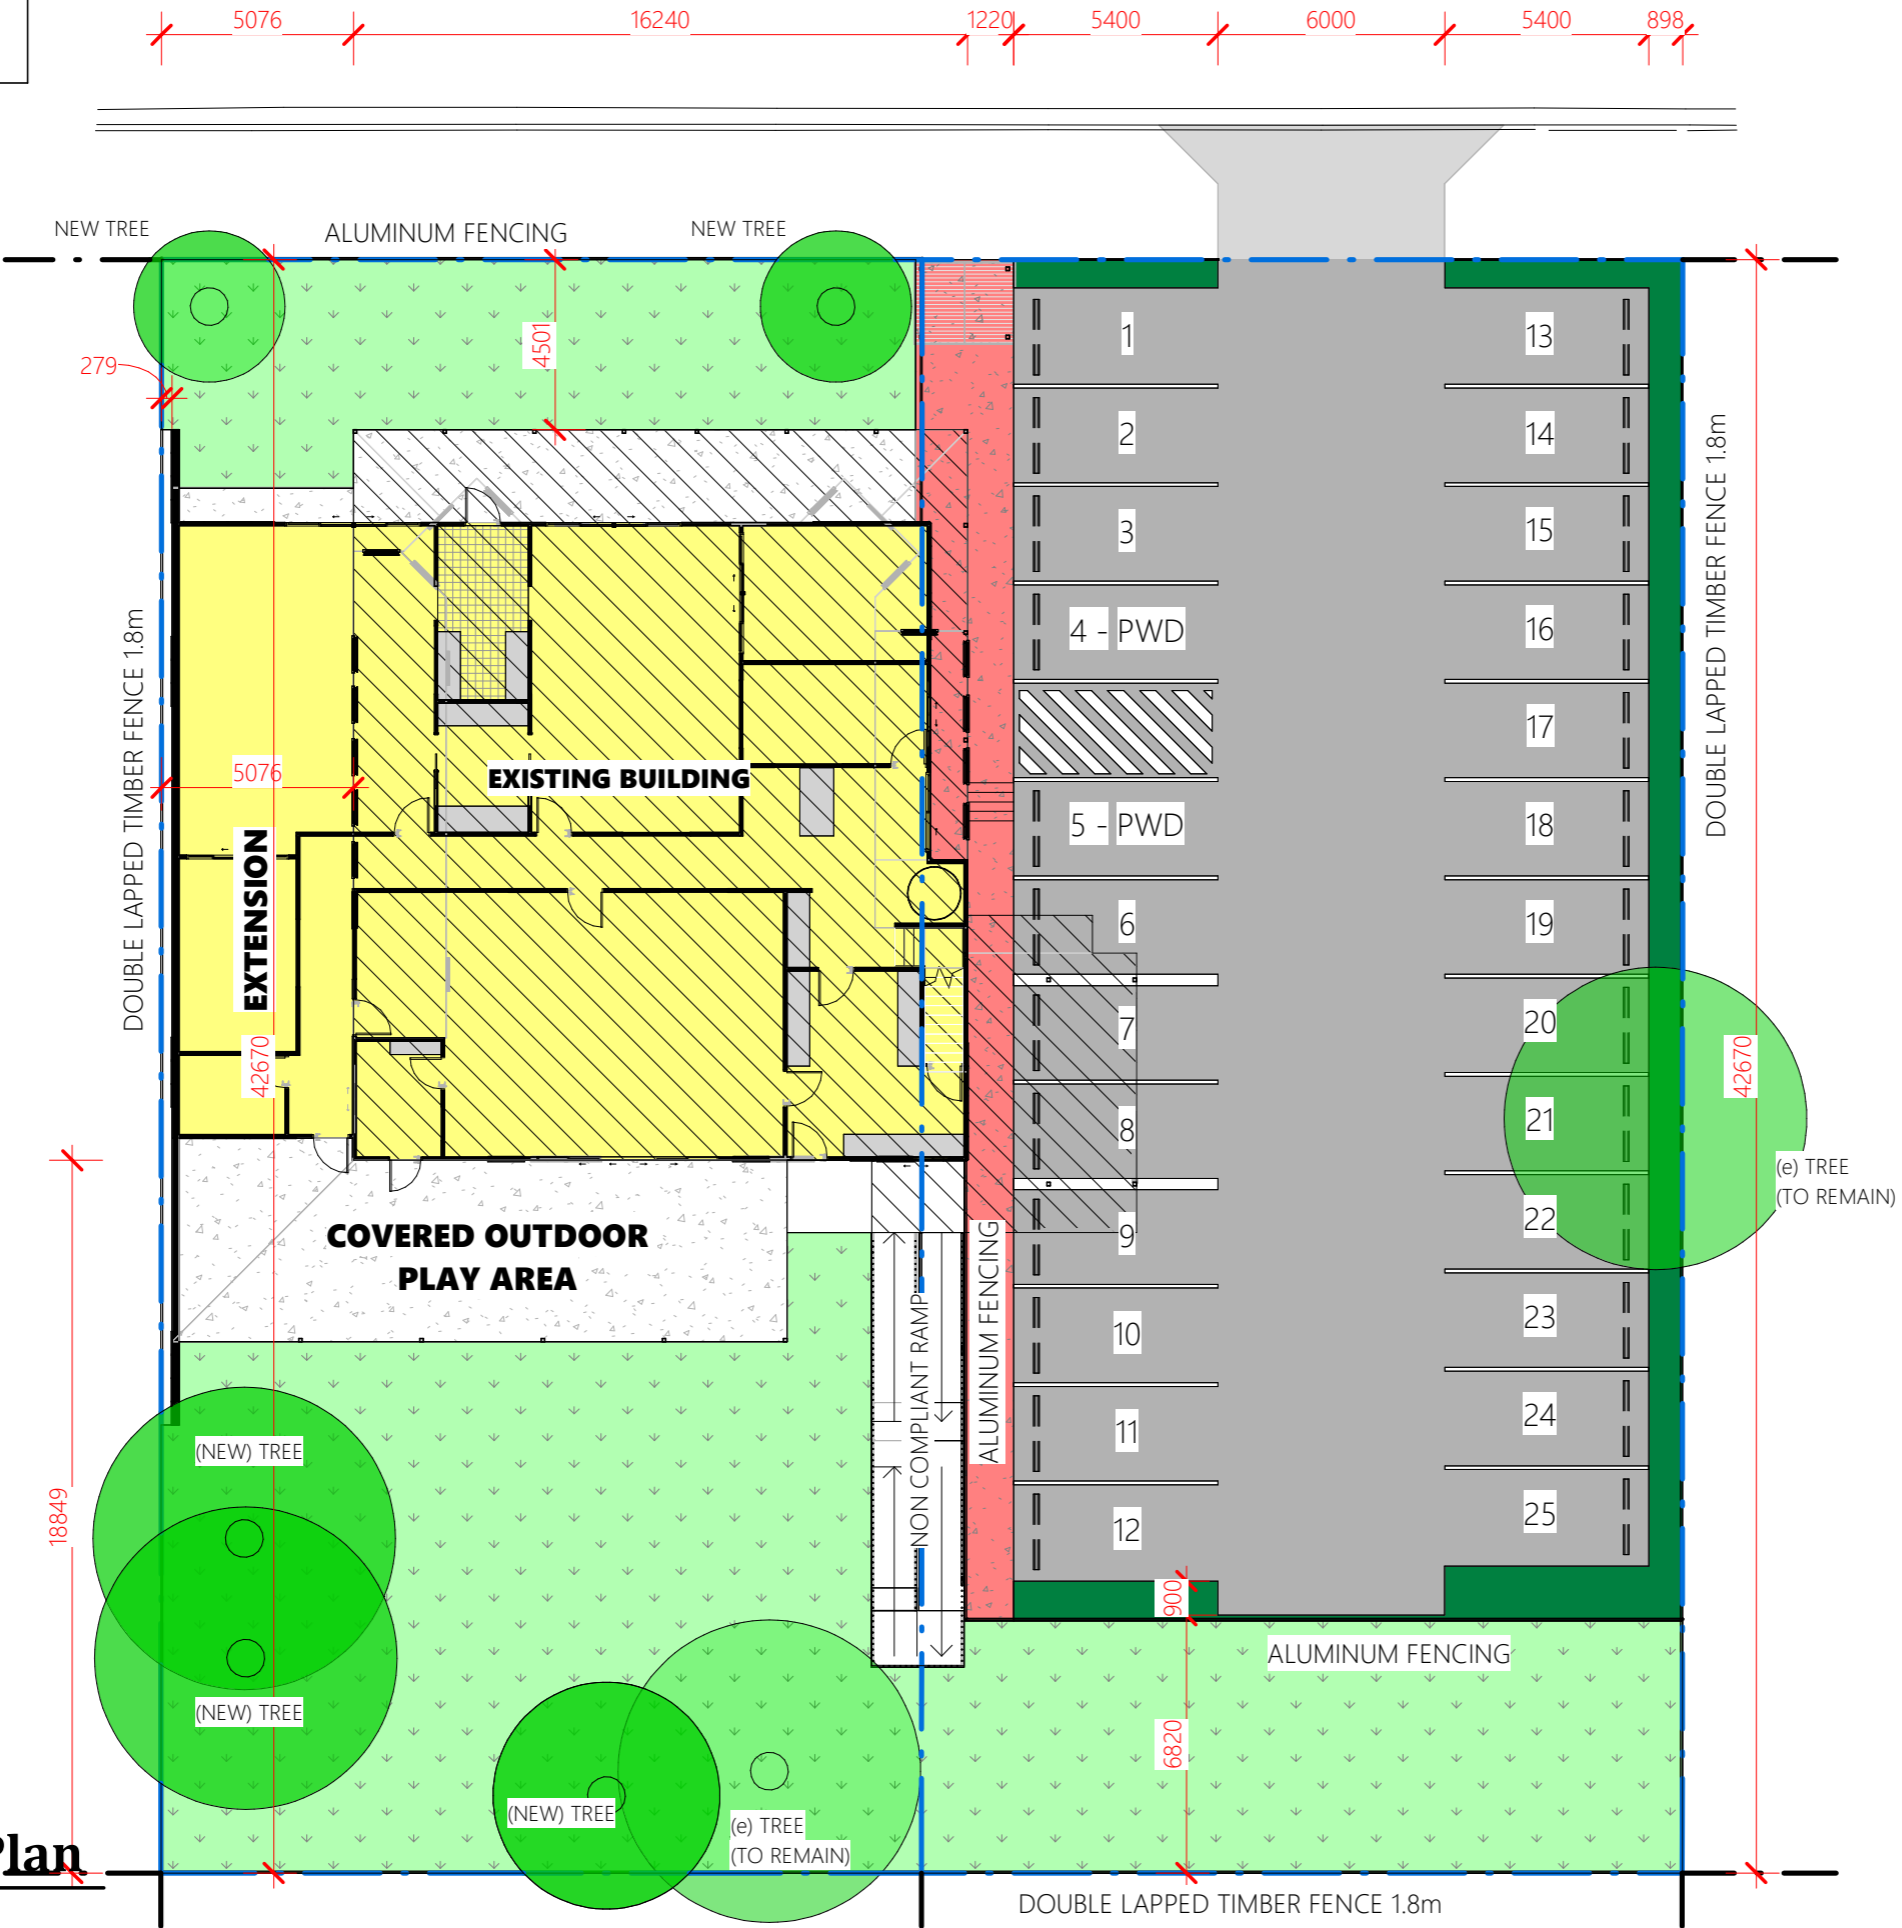 5076
16240
1220
5400
6000
5400
898
NEW TREE
ALUMINUM FENCING
NEW TREE
4501
279
1
2
3
4 - PWD
5 - PWD
6
7
8
9
10
11
12
13
14
15
16
17
18
19
20
21
22
23
24
25
DOUBLE LAPPED TIMBER FENCE 1.8m
DOUBLE LAPPED TIMBER FENCE 1.8m
5076
EXISTING BUILDING
EXTENSION
42670
42670
(e) TREE
(TO REMAIN)
COVERED OUTDOOR
PLAY AREA
NON COMPLIANT RAMP
ALUMINUM FENCING
18849
(NEW) TREE
(NEW) TREE
900
ALUMINUM FENCING
6820
(NEW) TREE
(e) TREE
(TO REMAIN)
Plan
DOUBLE LAPPED TIMBER FENCE 1.8m